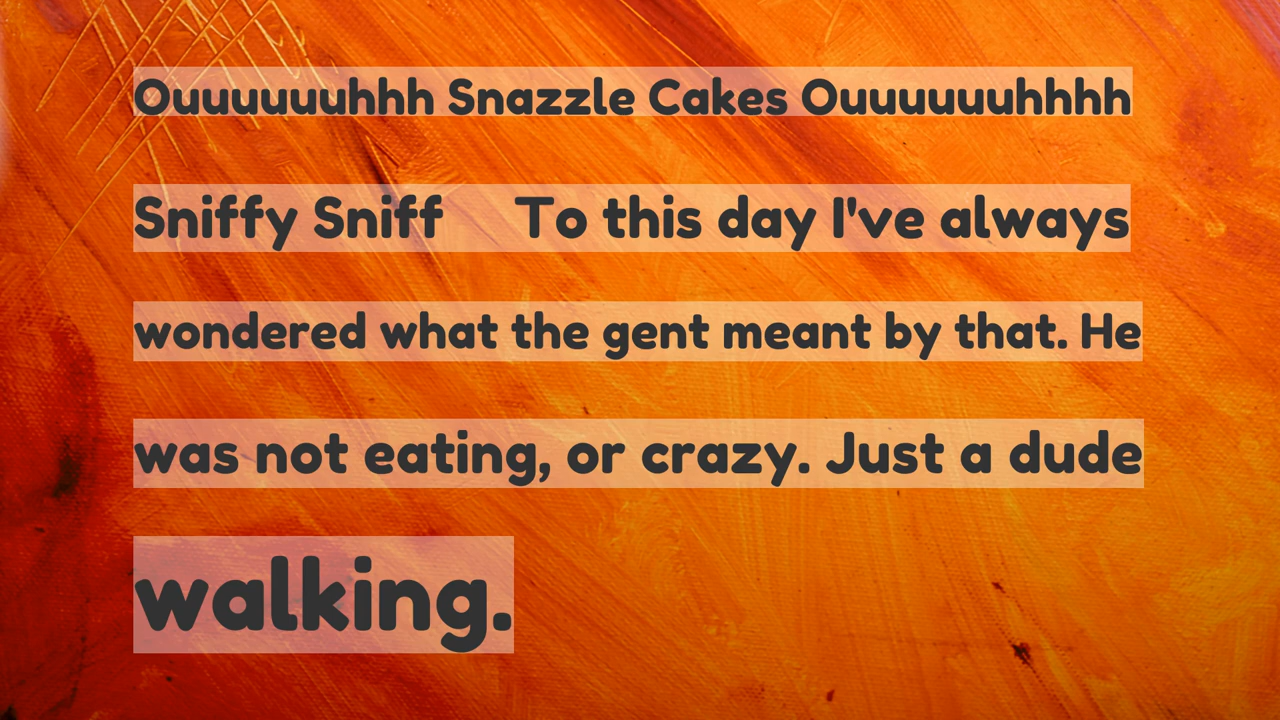 Ouuuuuuhhh Snazzle Cakes Ouuuuuuhhhh
Sniffy Sniff     To this day I've always
wondered what the gent meant by that. He
was not eating, or crazy. Just a dude
walking.